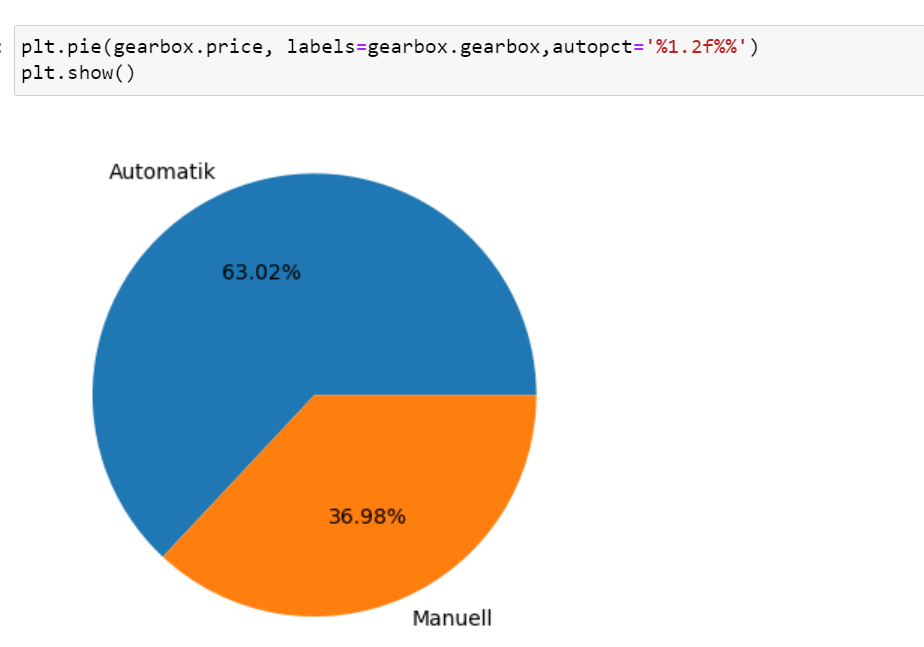 plt.pie(gearbox.price, labels=gearbox.gearbox,autopct='%1.2f%%')
plt.show()
Automatik
63.02%
36.98%
Manuell